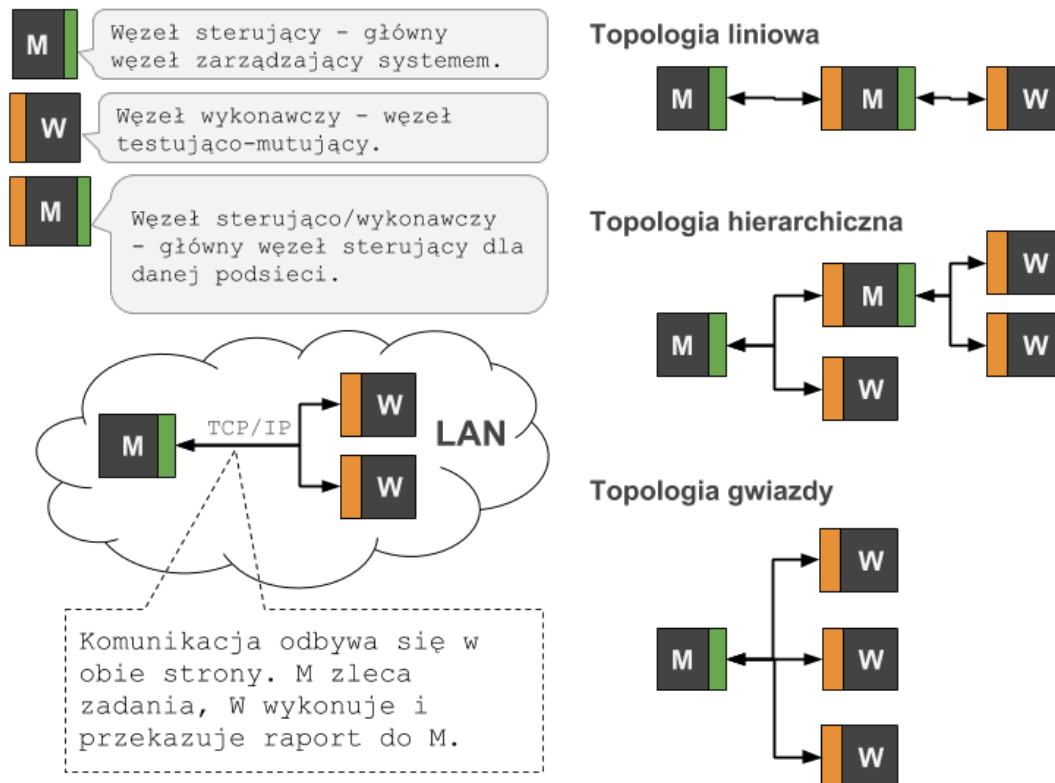 M
Węzeł sterujący - główny
węzeł zarządzający systemem.
W
Węzeł wykonawczy - węzeł
testująco-mutujący.
M
Węzeł sterująco/wykonawczy
- główny węzeł sterujący dla
danej podsieci.
M
TCP/IP
W
W
LAN
Komunikacja odbywa się w
obie strony. M zleca
zadania, W wykonuje i
przekazuje raport do M.
Topologia liniowa
M
M
W
Topologia hierarchiczna
M
M
W
W
W
Topologia gwiazdy
M
W
W
W